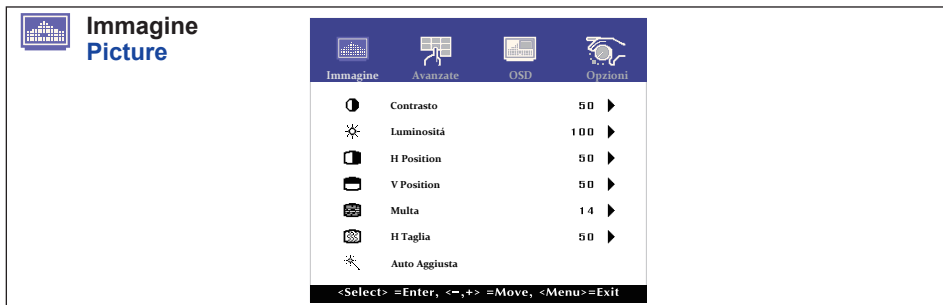 Immagine
Picture
Immagine Avanzate OSD Opzioni
Contrasto 50
Luminositá 100
H Position 50
V Position 50
Multa 14
H Taglia 50
Auto Aggiusta
<Select> =Enter, <−,+> =Move, <Menu>=Exit